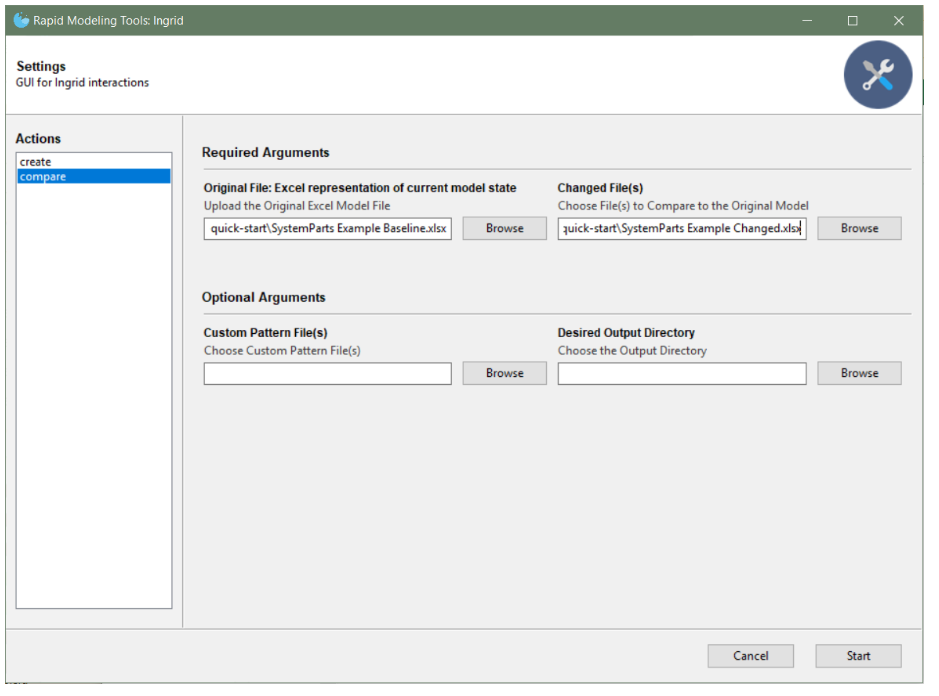 Rapid Modeling Tools: Ingrid
Settings
GUI for Ingrid interactions
Actions
create
compare
Required Arguments
Original File: Excel representation of current model state
Upload the Original Excel Model File
quick-start\SystemParts Example Baseline.xlsx
Browse
Changed File(s)
Choose File(s) to Compare to the Original Model
quick-start\SystemParts Example Changed.xlsx
Browse
Optional Arguments
Custom Pattern File(s)
Choose Custom Pattern File(s)
Browse
Desired Output Directory
Choose the Output Directory
Browse
Cancel
Start